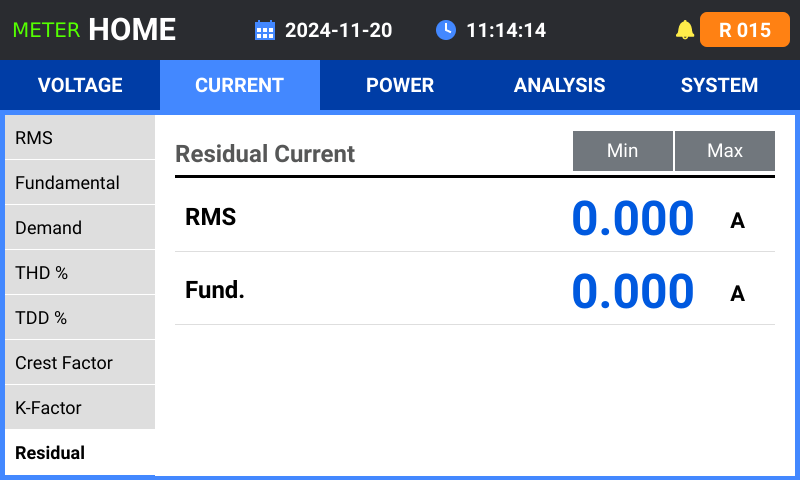 METER HOME 2024-11-20 11:14:14 R 015
VOLTAGE CURRENT POWER ANALYSIS SYSTEM
RMS
Fundamental
Demand
THD %
TDD %
Crest Factor
K-Factor
Residual
Residual Current Min Max
RMS 0.000 A
Fund. 0.000 A